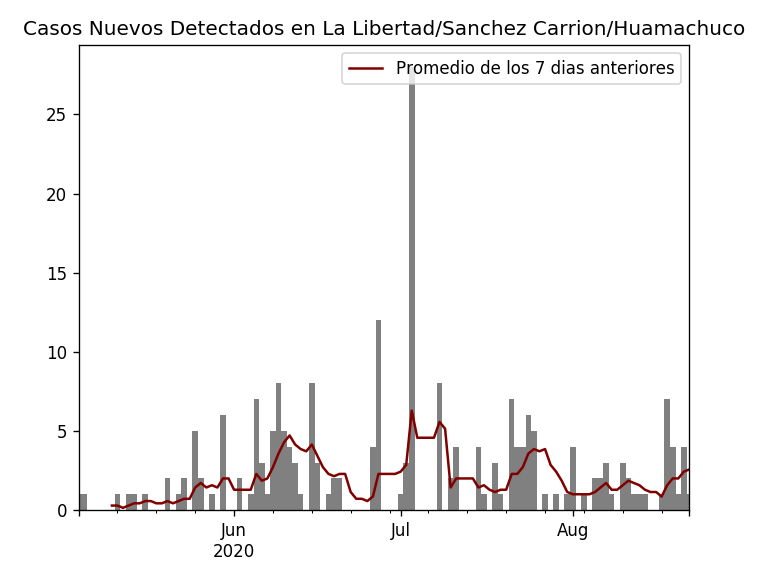 Casos Nuevos Detectados en La Libertad/Sanchez Carrion/Huamachuco
Promedio de los 7 dias anteriores
25
20
15
10
5
0
Jun
2020
Jul
Aug